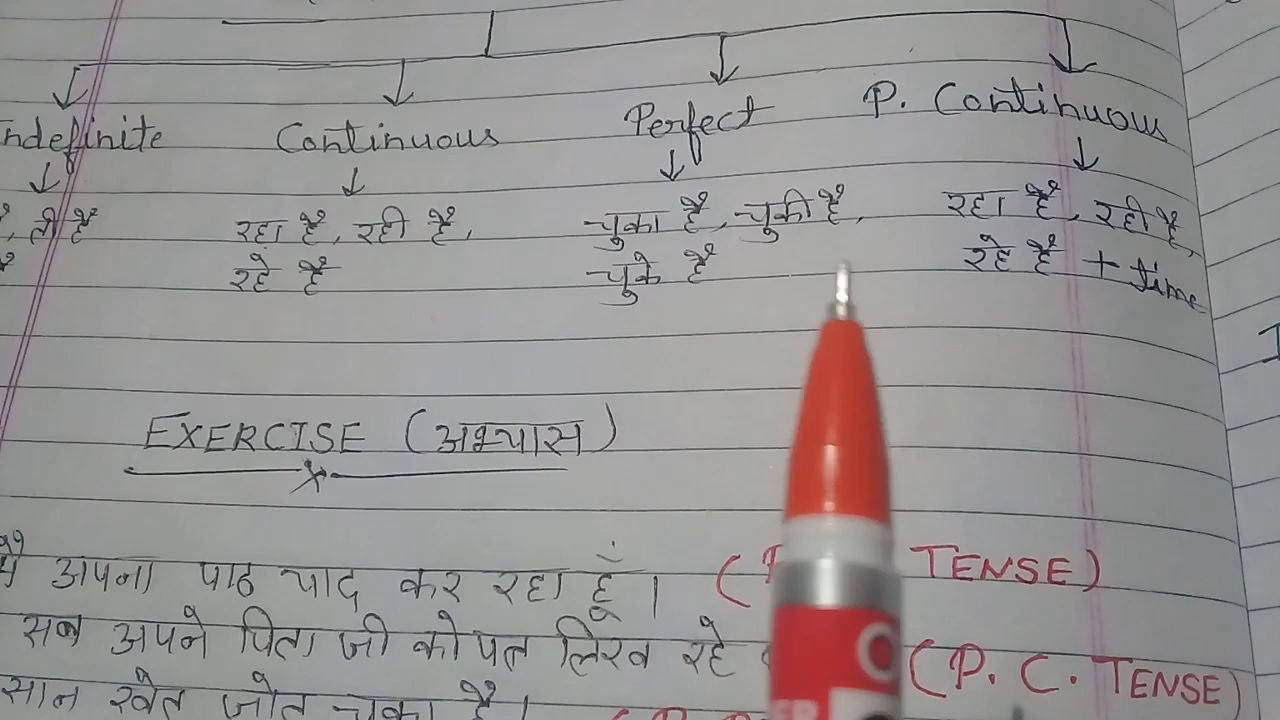 Indefinite Continuous Perfect P. Continuous
ती है रहा है, रही है, चुका है, चुकी है, रहा है, रही है,
रहे हैं चुके हैं रहे हैं + time
EXERCISE (अभ्यास)
मैं अपना पाठ याद कर रहा हूँ। ( TENSE)
सब अपने पिता जी को पत्र लिख रहे (P. C. TENSE)
खेत जोत चुका है।